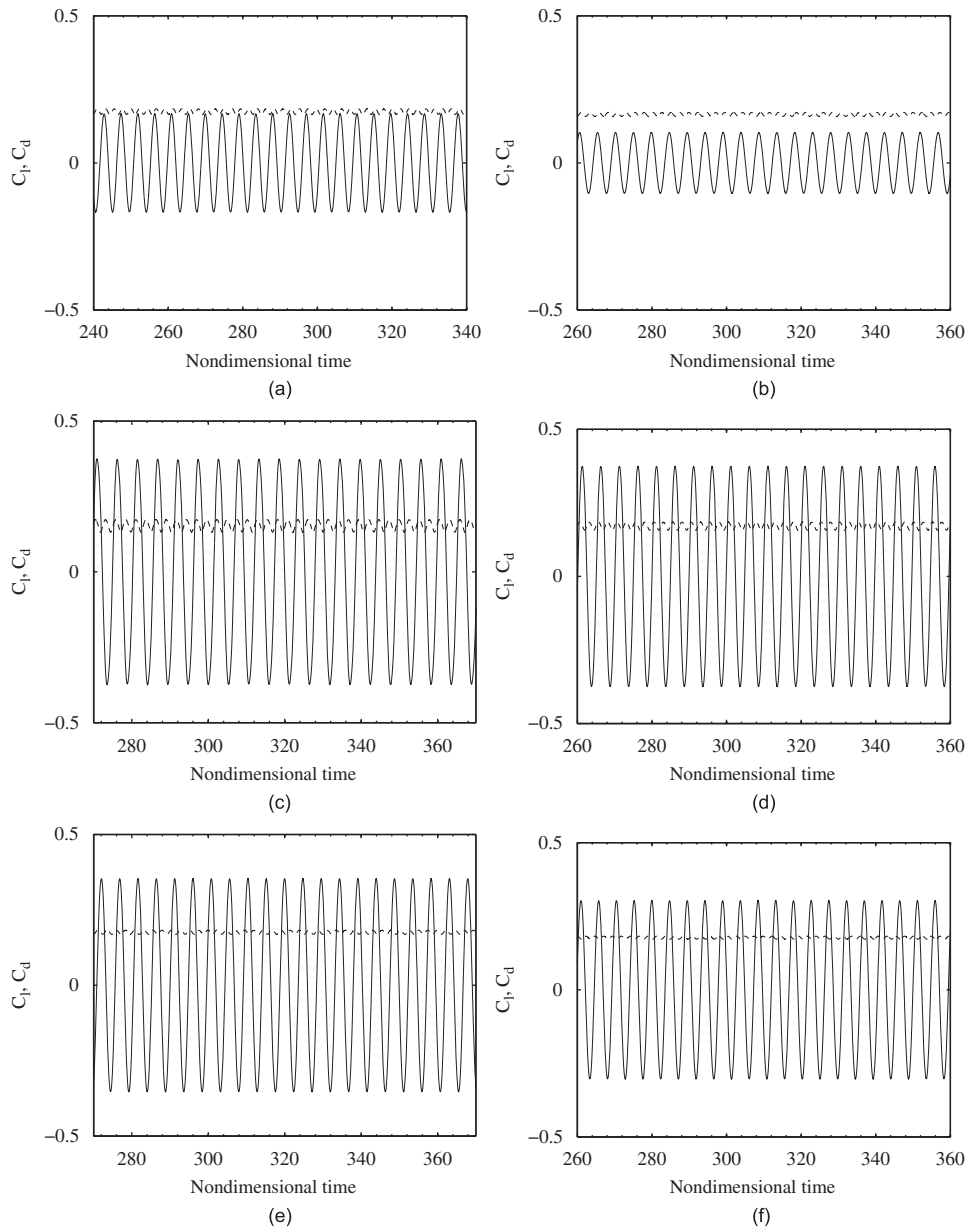 0.5
0
−0.5
C_l, C_d
240 260 280 300 320 340
Nondimensional time
(a)
0.5
0
−0.5
C_l, C_d
260 280 300 320 340 360
Nondimensional time
(b)
0.5
0
−0.5
C_l, C_d
280 300 320 340 360
Nondimensional time
(c)
0.5
0
−0.5
C_l, C_d
260 280 300 320 340 360
Nondimensional time
(d)
0.5
0
−0.5
C_l, C_d
280 300 320 340 360
Nondimensional time
(e)
0.5
0
−0.5
C_l, C_d
260 280 300 320 340 360
Nondimensional time
(f)